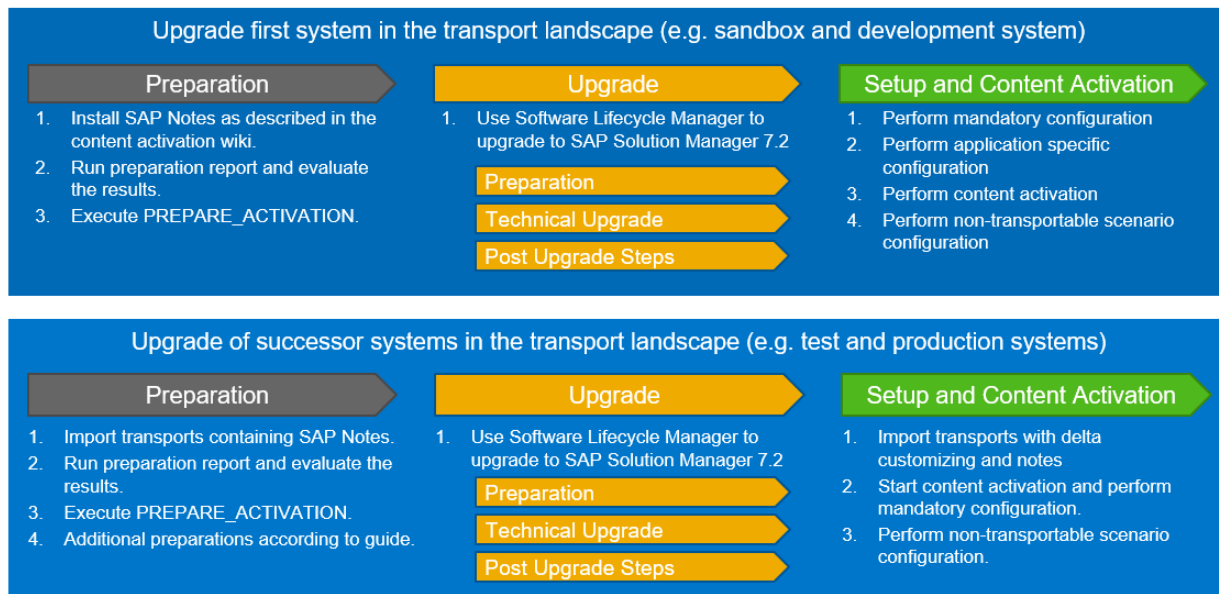 Upgrade first system in the transport landscape (e.g. sandbox and development system)
Preparation
1. Install SAP Notes as described in the
content activation wiki.
2. Run preparation report and evaluate
the results.
3. Execute PREPARE_ACTIVATION.
Upgrade
1. Use Software Lifecycle Manager to
upgrade to SAP Solution Manager 7.2
Preparation
Technical Upgrade
Post Upgrade Steps
Setup and Content Activation
1. Perform mandatory configuration
2. Perform application specific
configuration
3. Perform content activation
4. Perform non-transportable scenario
configuration
Upgrade of successor systems in the transport landscape (e.g. test and production systems)
Preparation
1. Import transports containing SAP Notes.
2. Run preparation report and evaluate the
results.
3. Execute PREPARE_ACTIVATION.
4. Additional preparations according to guide.
Upgrade
1. Use Software Lifecycle Manager to
upgrade to SAP Solution Manager 7.2
Preparation
Technical Upgrade
Post Upgrade Steps
Setup and Content Activation
1. Import transports with delta
customizing and notes
2. Start content activation and perform
mandatory configuration.
3. Perform non-transportable scenario
configuration.